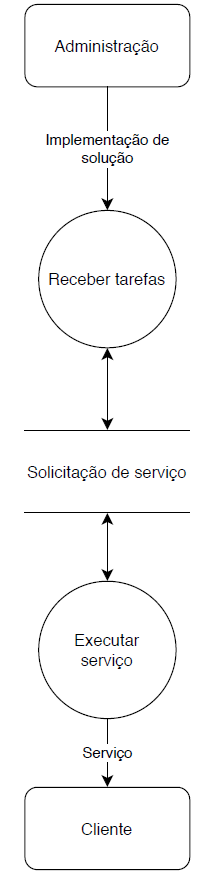 Administração
Implementação de
solução
Receber tarefas
Solicitação de serviço
Executar
serviço
Serviço
Cliente